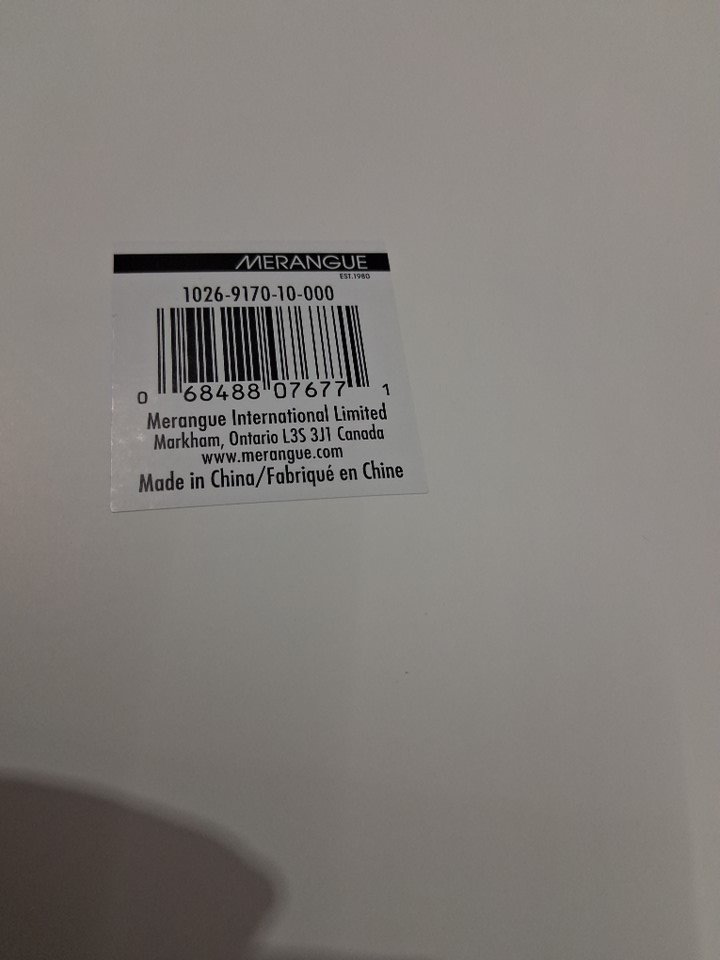 MERANGUE
EST.1980
1026-9170-10-000
0 68488 07677 1
Merangue International Limited
Markham, Ontario L3S 3J1 Canada
www.merangue.com
Made in China/Fabriqué en Chine